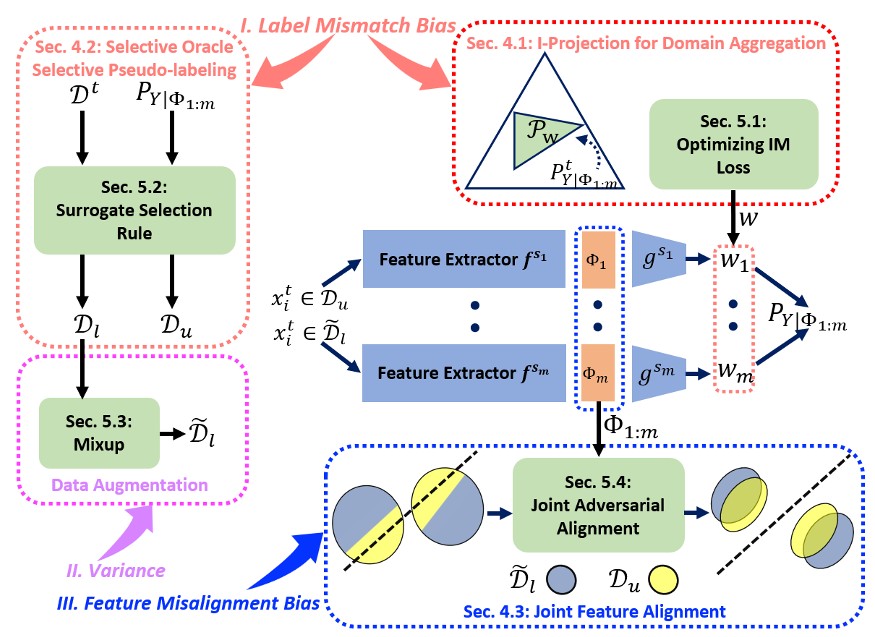 I. Label Mismatch Bias
Sec. 4.2: Selective Oracle
Selective Pseudo-labeling
𝒟ᵗ
P_{Y|Φ_{1:m}}
Sec. 5.2:
Surrogate Selection
Rule
𝒟_l
𝒟_u
Sec. 5.3:
Mixup
𝒟̃_l
Data Augmentation
II. Variance
III. Feature Misalignment Bias
Sec. 4.1: I-Projection for Domain Aggregation
𝒫_w
P^t_{Y|Φ_{1:m}}
Sec. 5.1:
Optimizing IM
Loss
w
Feature Extractor f^{s_1}
Φ_1
g^{s_1}
w_1
x_i^t ∈ 𝒟_u
x_i^t ∈ 𝒟̃_l
P_{Y|Φ_{1:m}}
Feature Extractor f^{s_m}
Φ_m
g^{s_m}
w_m
Φ_{1:m}
Sec. 5.4:
Joint Adversarial
Alignment
𝒟̃_l
𝒟_u
Sec. 4.3: Joint Feature Alignment